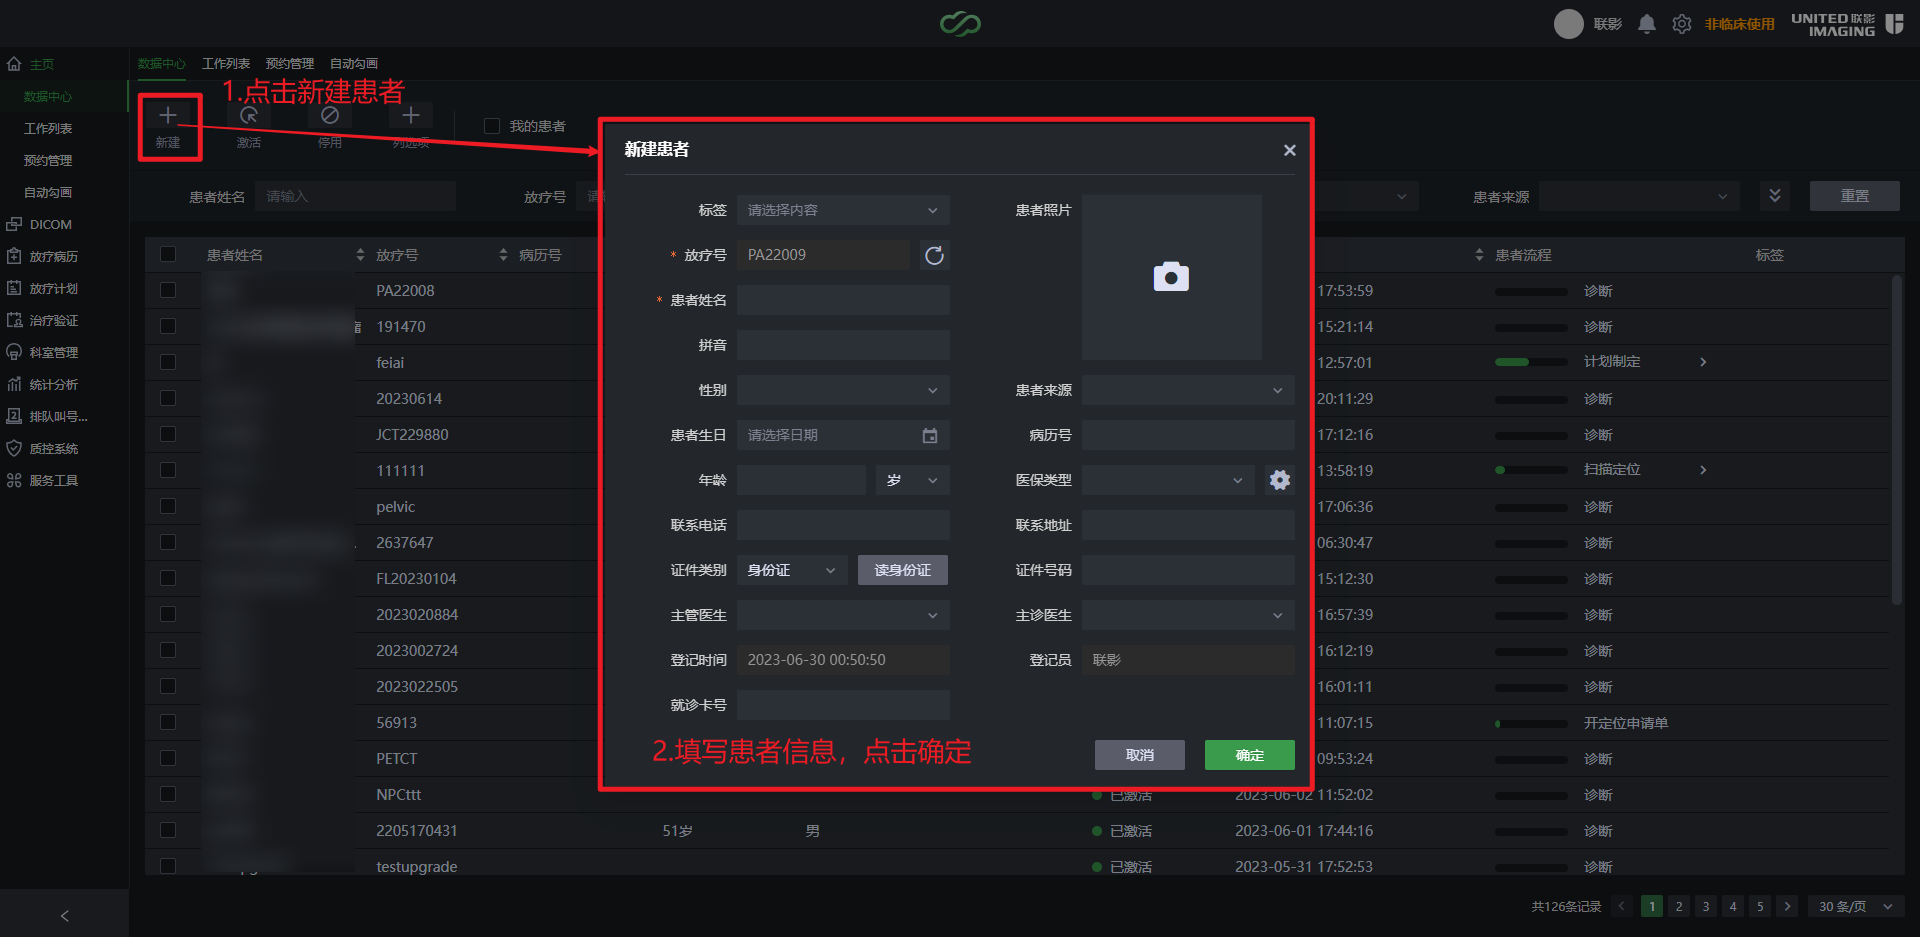 联影
非临床使用
UNITED 联影
IMAGING
主页
数据中心
工作列表
预约管理
自动勾画
DICOM
放疗病历
放疗计划
治疗验证
科室管理
统计分析
排队叫号...
质控系统
服务工具
数据中心 工作列表 预约管理 自动勾画
1.点击新建患者
新建 激活 停用 列选项
我的患者
患者姓名 请输入 放疗号 患者来源 重置
患者姓名 放疗号 病历号 患者流程 标签
PA22008 17:53:59 诊断
191470 15:21:14 诊断
feiai 12:57:01 计划制定
20230614 20:11:29 诊断
JCT229880 17:12:16 诊断
111111 13:58:19 扫描定位
pelvic 17:06:36 诊断
2637647 06:30:47 诊断
FL20230104 15:12:30 诊断
2023020884 16:57:39 诊断
2023002724 16:12:19 诊断
2023022505 16:01:11 诊断
56913 11:07:15 开定位申请单
PETCT 09:53:24 诊断
NPCttt 已激活 2023-06-02 11:52:02 诊断
2205170431 51岁 男 已激活 2023-06-01 17:44:16 诊断
testupgrade 已激活 2023-05-31 17:52:53 诊断
共126条记录 1 2 3 4 5 30 条/页
新建患者
标签 请选择内容 患者照片
* 放疗号 PA22009
* 患者姓名
拼音
性别 患者来源
患者生日 请选择日期 病历号
年龄 岁 医保类型
联系电话 联系地址
证件类别 身份证 读身份证 证件号码
主管医生 主诊医生
登记时间 2023-06-30 00:50:50 登记员 联影
就诊卡号
2.填写患者信息，点击确定
取消 确定